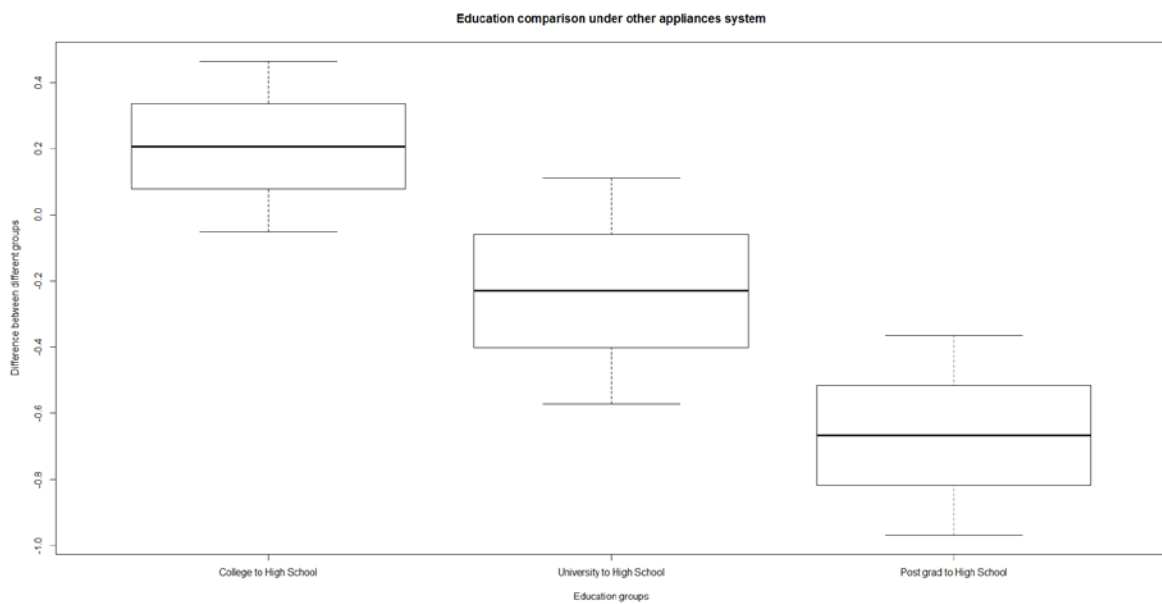 Education comparison under other appliances system
Difference between different groups
0.4
0.2
0.0
-0.2
-0.4
-0.6
-0.8
-1.0
College to High School
University to High School
Post grad to High School
Education groups